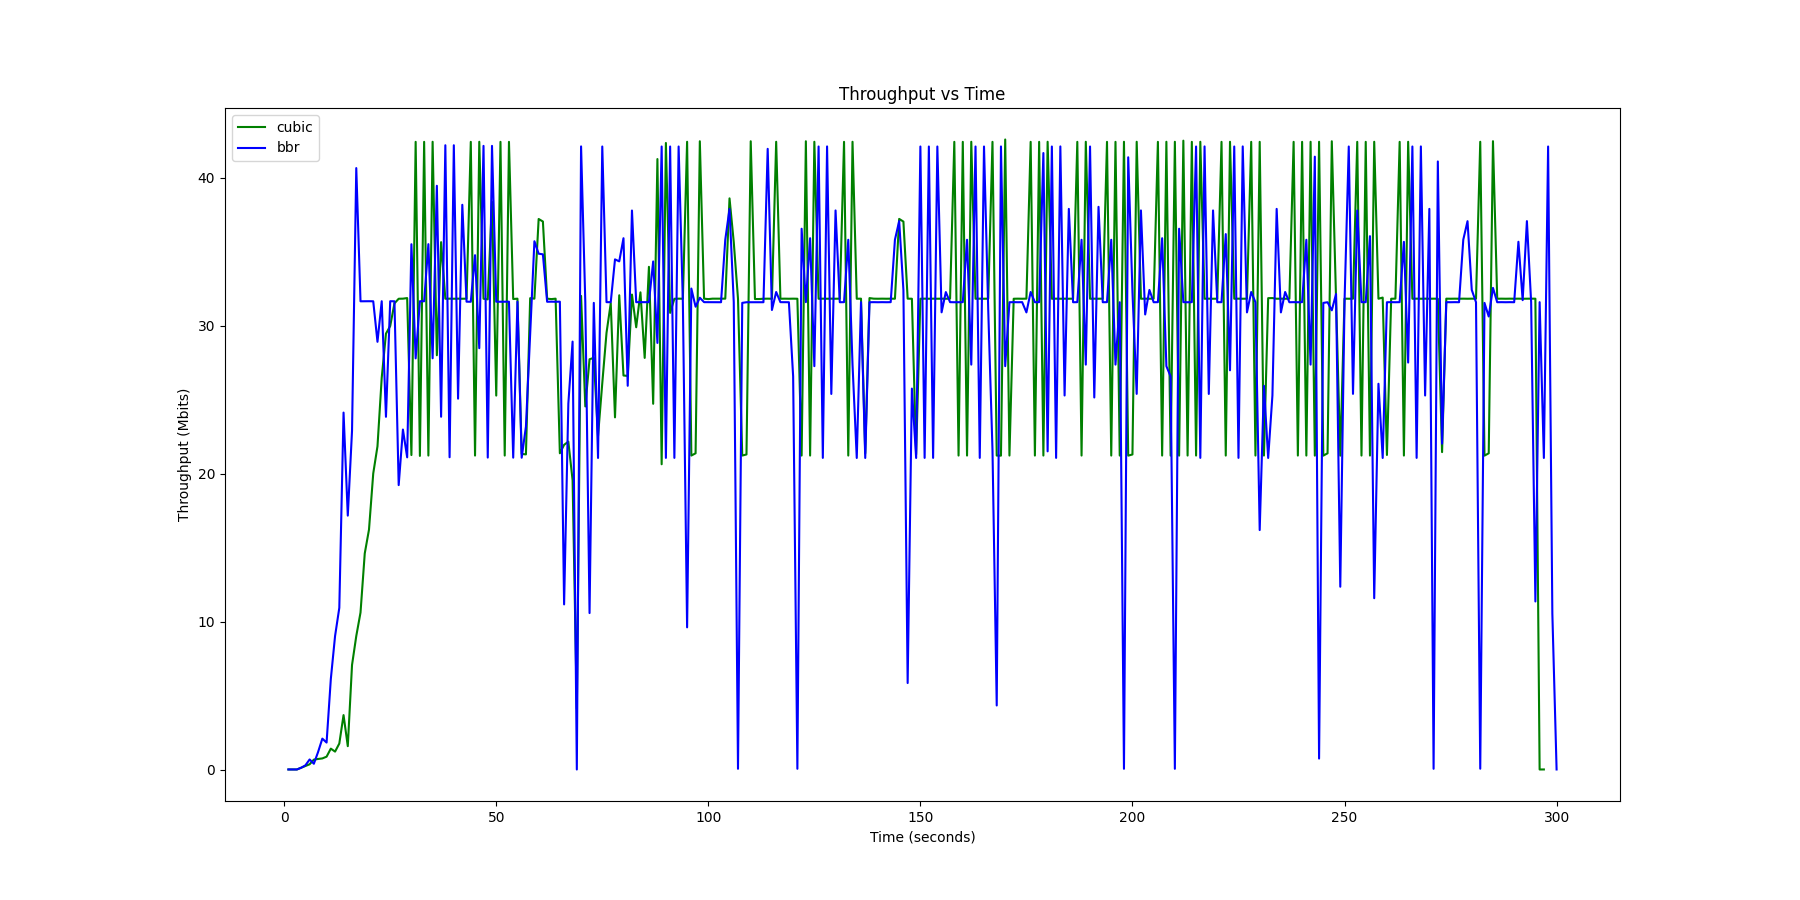 Throughput vs Time
cubic
bbr
Throughput (Mbits)
40
30
20
10
0
0 50 100 150 200 250 300
Time (seconds)